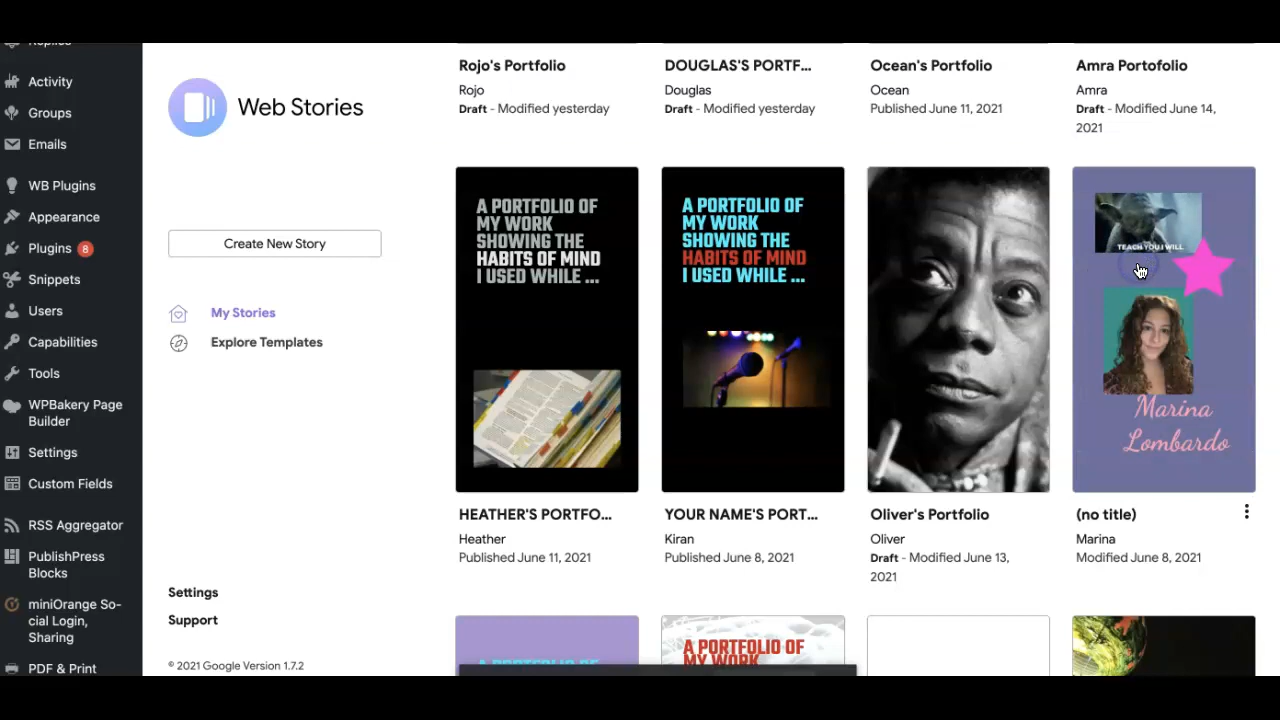 Activity
Groups
Emails
WB Plugins
Appearance
Plugins 8
Snippets
Users
Capabilities
Tools
WPBakery Page
Builder
Settings
Custom Fields
RSS Aggregator
PublishPress
Blocks
miniOrange So-
cial Login,
Sharing
PDF & Print
Web Stories
Create New Story
My Stories
Explore Templates
Settings
Support
© 2021 Google Version 1.7.2
Rojo's Portfolio
Rojo
Draft - Modified yesterday
DOUGLAS'S PORTF...
Douglas
Draft - Modified yesterday
Ocean's Portfolio
Ocean
Published June 11, 2021
Amra Portofolio
Amra
Draft - Modified June 14,
2021
A PORTFOLIO OF
MY WORK
SHOWING THE
HABITS OF MIND
I USED WHILE ...
HEATHER'S PORTFO...
Heather
Published June 11, 2021
A PORTFOLIO OF
MY WORK
SHOWING THE
HABITS OF MIND
I USED WHILE ...
YOUR NAME'S PORT...
Kiran
Published June 8, 2021
Oliver's Portfolio
Oliver
Draft - Modified June 13,
2021
TEACH YOU I WILL.
Marina
Lombardo
(no title)
Marina
Modified June 8, 2021
A PORTFOLIO OF
MY WORK